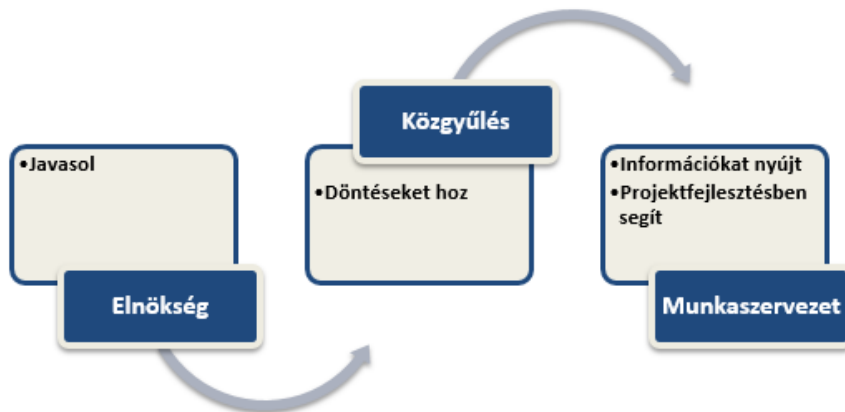 •Javasol
Elnökség
Közgyűlés
•Döntéseket hoz
•Információkat nyújt
•Projektfejlesztésben
segít
Munkaszervezet